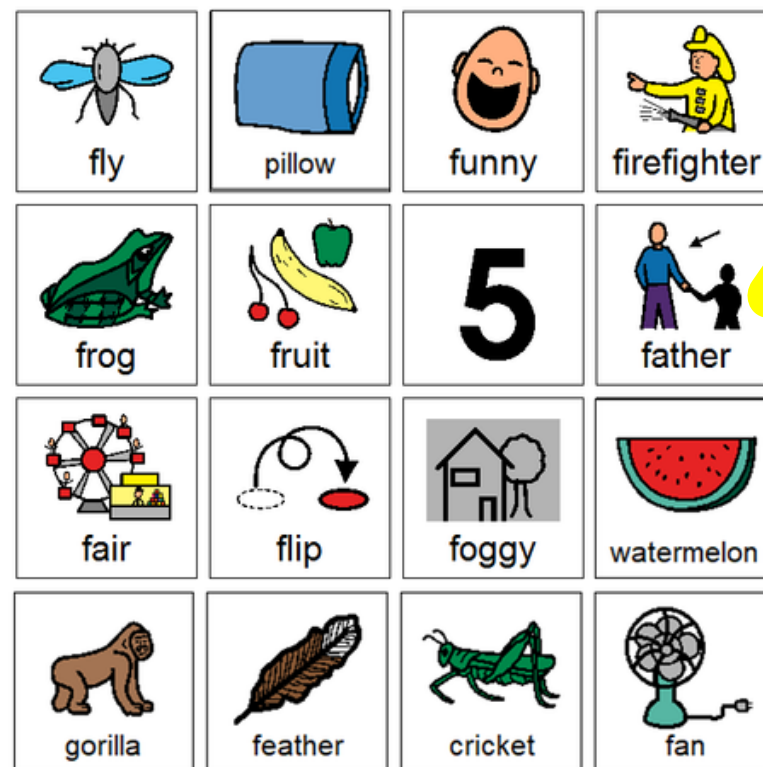 fly
pillow
funny
firefighter
frog
fruit
5
father
fair
flip
foggy
watermelon
gorilla
feather
cricket
fan